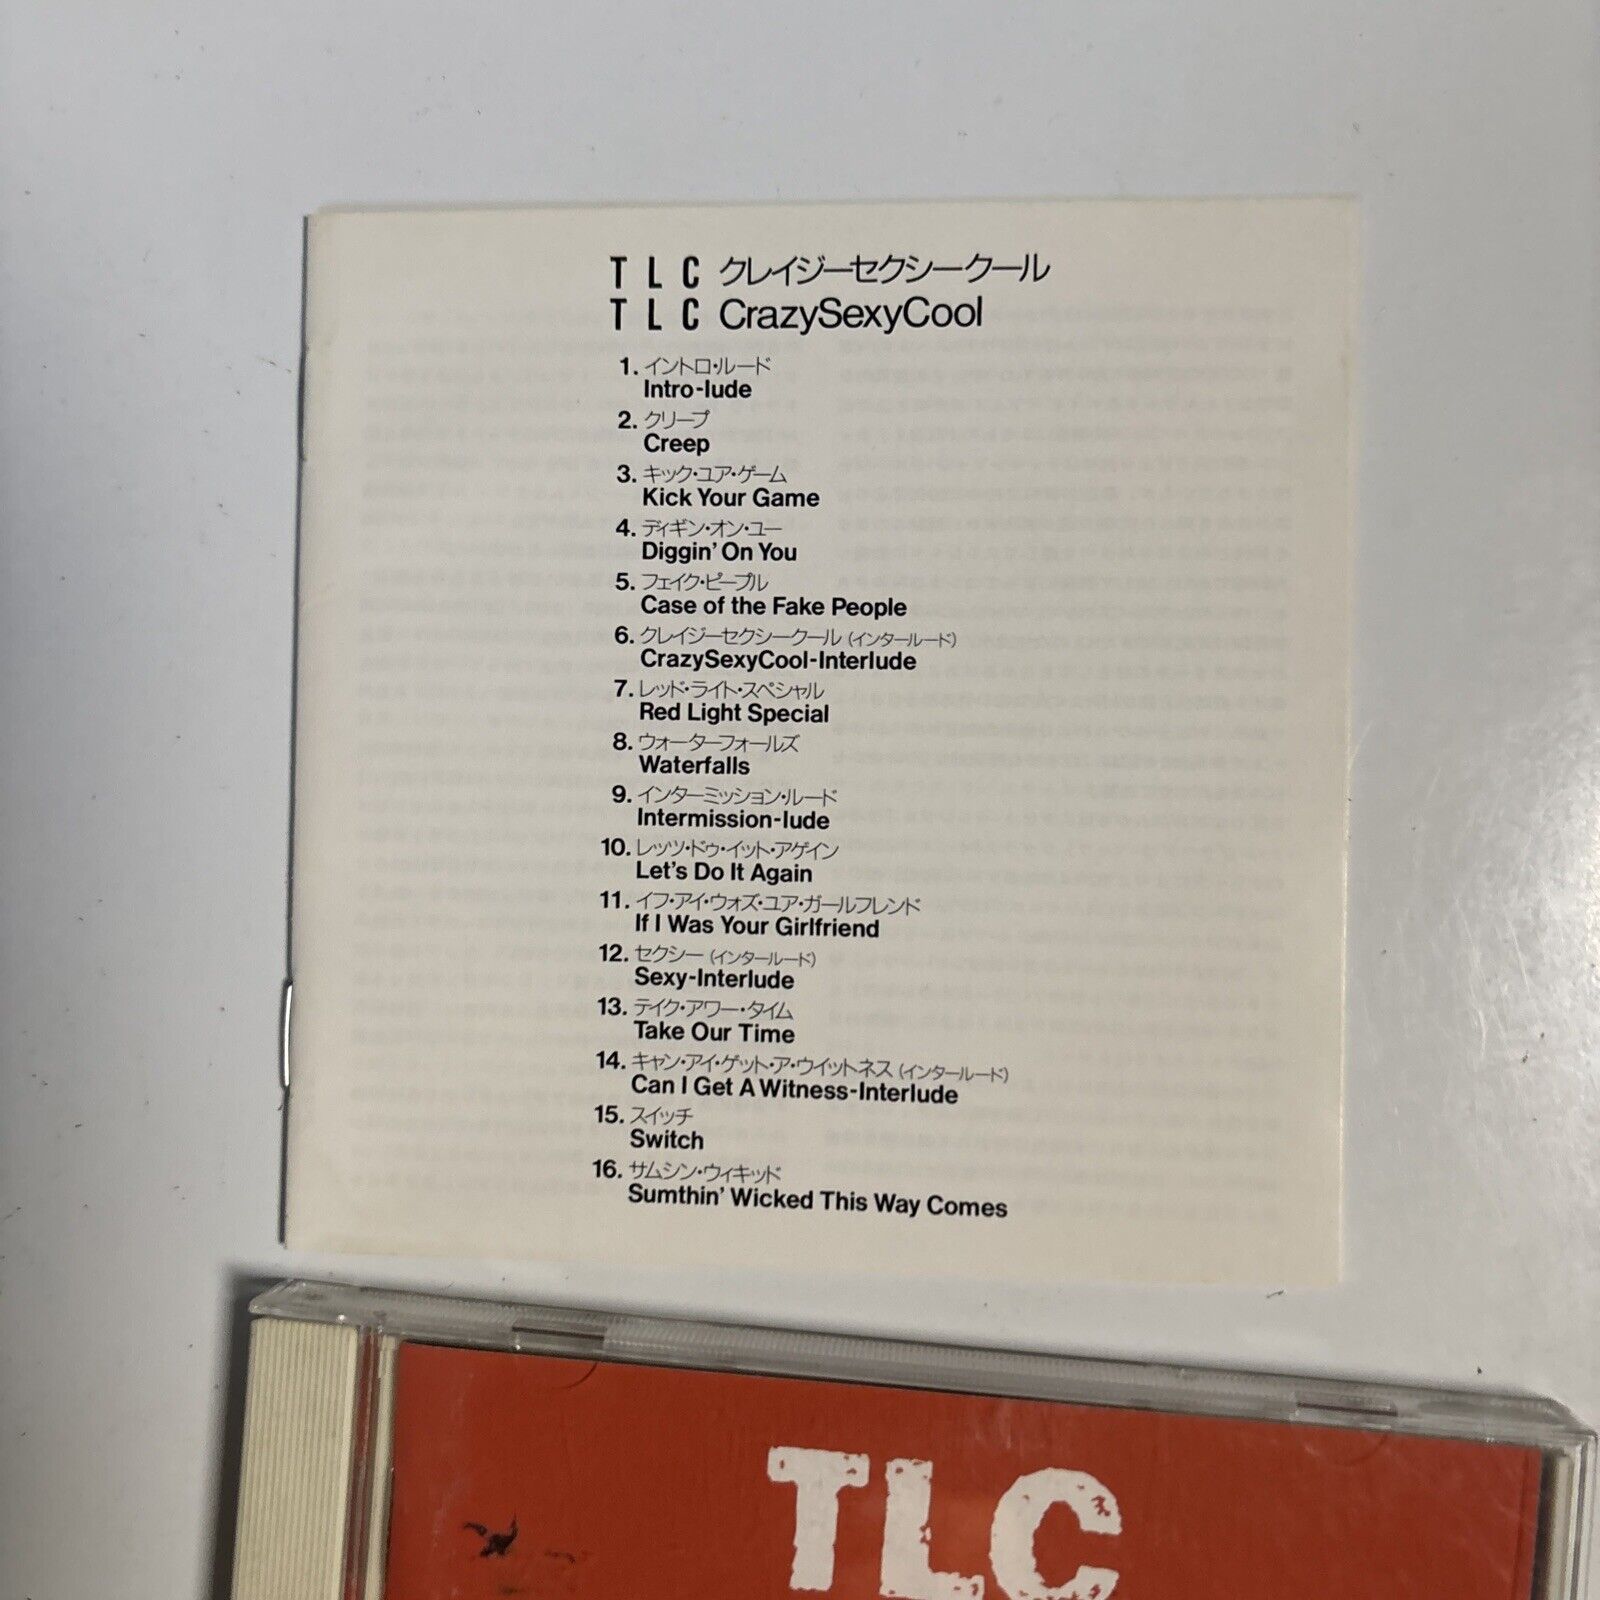 TLC クレイジーセクシークール
TLC CrazySexyCool
1. イントロ・ルード
Intro-lude
2. クリープ
Creep
3. キック・ユア・ゲーム
Kick Your Game
4. ディギン・オン・ユー
Diggin' On You
5. フェイク・ピープル
Case of the Fake People
6. クレイジーセクシークール (インタールード)
CrazySexyCool-Interlude
7. レッド・ライト・スペシャル
Red Light Special
8. ウォーターフォールズ
Waterfalls
9. インターミッション・ルード
Intermission-lude
10. レッツ・ドゥ・イット・アゲイン
Let's Do It Again
11. イフ・アイ・ウォズ・ユア・ガールフレンド
If I Was Your Girlfriend
12. セクシー (インタールード)
Sexy-Interlude
13. テイク・アワー・タイム
Take Our Time
14. キャン・アイ・ゲット・ア・ウイットネス (インタールード)
Can I Get A Witness-Interlude
15. スイッチ
Switch
16. サムシン・ウィキッド
Sumthin' Wicked This Way Comes
TLC